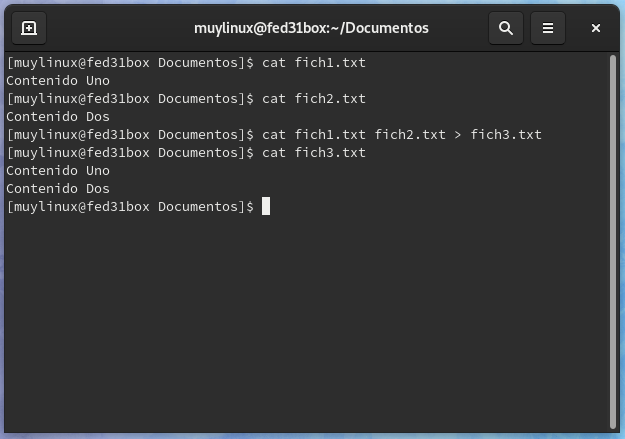 muylinux@fed31box:~/Documentos
[muylinux@fed31box Documentos]$ cat fich1.txt
Contenido Uno
[muylinux@fed31box Documentos]$ cat fich2.txt
Contenido Dos
[muylinux@fed31box Documentos]$ cat fich1.txt fich2.txt > fich3.txt
[muylinux@fed31box Documentos]$ cat fich3.txt
Contenido Uno
Contenido Dos
[muylinux@fed31box Documentos]$